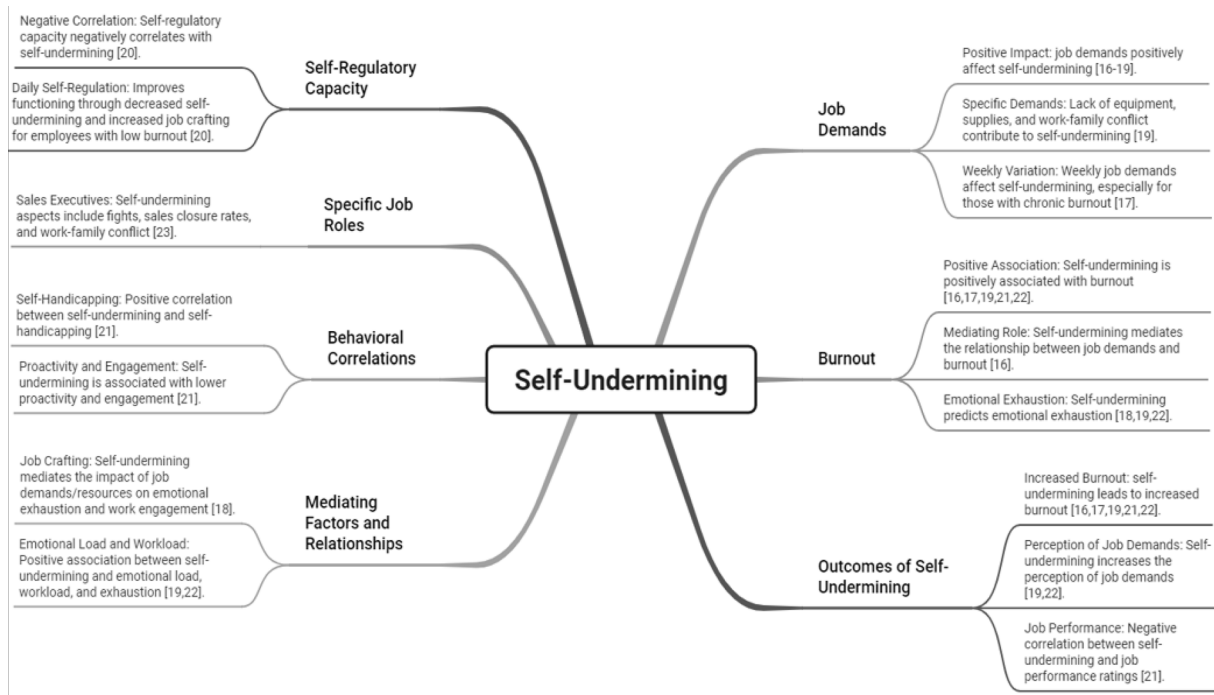 Negative Correlation: Self-regulatory
capacity negatively correlates with
self-undermining [20].
Daily Self-Regulation: Improves
functioning through decreased self-
undermining and increased job crafting
for employees with low burnout [20].
Self-Regulatory
Capacity
Sales Executives: Self-undermining
aspects include fights, sales closure rates,
and work-family conflict [23].
Specific Job
Roles
Self-Handicapping: Positive correlation
between self-undermining and self-
handicapping [21].
Proactivity and Engagement: Self-
undermining is associated with lower
proactivity and engagement [21].
Behavioral
Correlations
Job Crafting: Self-undermining
mediates the impact of job
demands/resources on emotional
exhaustion and work engagement [18].
Emotional Load and Workload:
Positive association between self-
undermining and emotional load,
workload, and exhaustion [19,22].
Mediating
Factors and
Relationships
Self-Undermining
Job
Demands
Positive Impact: job demands positively
affect self-undermining [16-19].
Specific Demands: Lack of equipment,
supplies, and work-family conflict
contribute to self-undermining [19].
Weekly Variation: Weekly job demands
affect self-undermining, especially for
those with chronic burnout [17].
Burnout
Positive Association: Self-undermining is
positively associated with burnout
[16,17,19,21,22].
Mediating Role: Self-undermining mediates
the relationship between job demands and
burnout [16].
Emotional Exhaustion: Self-undermining
predicts emotional exhaustion [18,19,22].
Outcomes of Self-
Undermining
Increased Burnout: self-
undermining leads to increased
burnout [16,17,19,21,22].
Perception of Job Demands: Self-
undermining increases the
perception of job demands
[19,22].
Job Performance: Negative
correlation between self-
undermining and job
performance ratings [21].